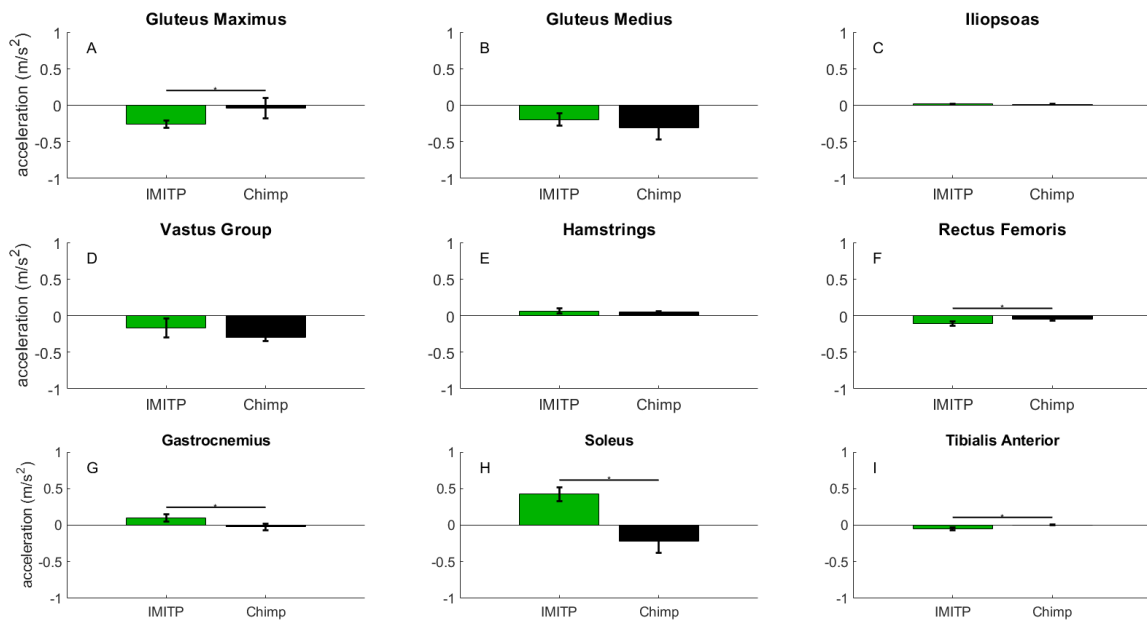 Gluteus Maximus
Gluteus Medius
Iliopsoas
A
B
C
acceleration (m/s²)
1
0.5
0
-0.5
-1
1
0.5
0
-0.5
-1
1
0.5
0
-0.5
-1
IMITP
Chimp
IMITP
Chimp
IMITP
Chimp
Vastus Group
Hamstrings
Rectus Femoris
D
E
F
acceleration (m/s²)
1
0.5
0
-0.5
-1
1
0.5
0
-0.5
-1
1
0.5
0
-0.5
-1
IMITP
Chimp
IMITP
Chimp
IMITP
Chimp
Gastrocnemius
Soleus
Tibialis Anterior
G
H
I
acceleration (m/s²)
1
0.5
0
-0.5
-1
1
0.5
0
-0.5
-1
1
0.5
0
-0.5
-1
IMITP
Chimp
IMITP
Chimp
IMITP
Chimp